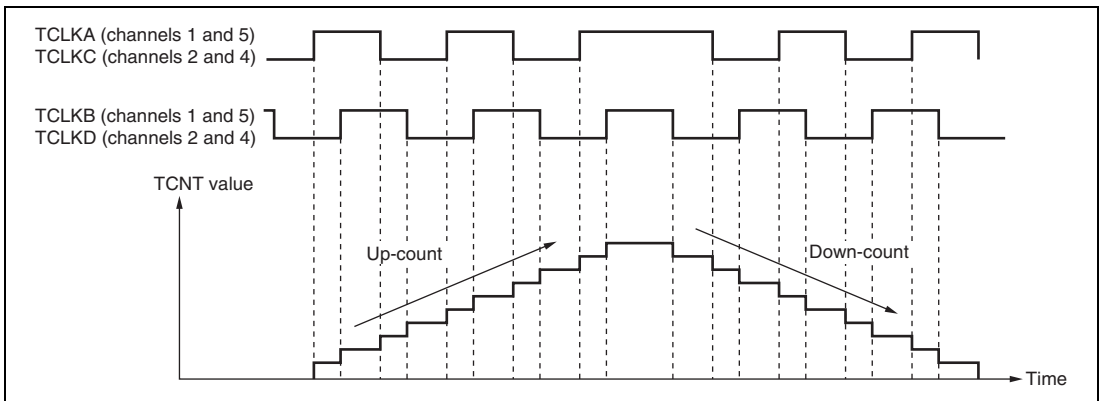 TCLKA (channels 1 and 5)
TCLKC (channels 2 and 4)
TCLKB (channels 1 and 5)
TCLKD (channels 2 and 4)
TCNT value
Up-count
Down-count
Time